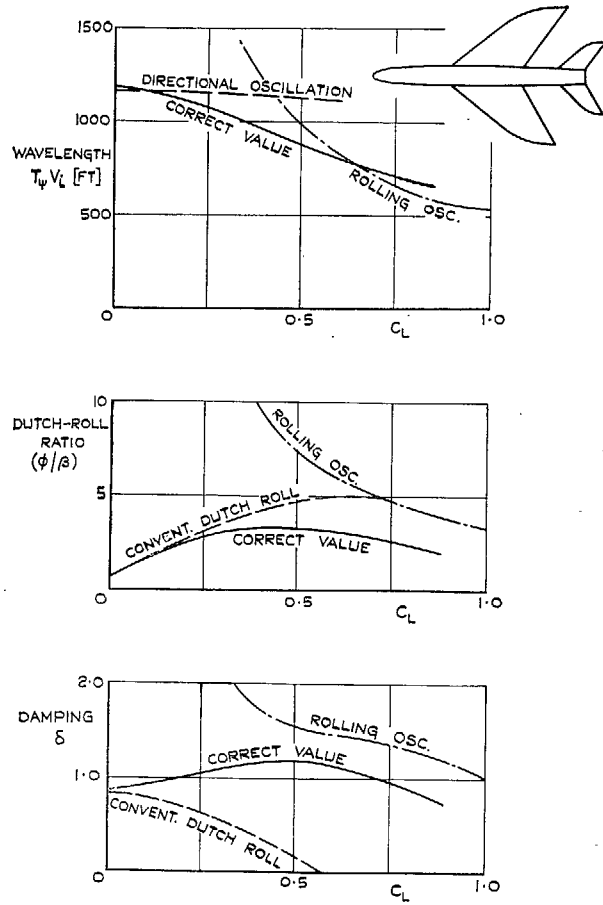 1500
1000
500
0
WAVELENGTH
TψVi [FT]
DIRECTIONAL OSCILLATION
CORRECT VALUE
ROLLING OSC.
0.5
CL
1.0
10
5
0
DUTCH-ROLL
RATIO
(φ/β)
ROLLING OSC.
CONVENT. DUTCH ROLL
CORRECT VALUE
0.5
CL
1.0
2.0
1.0
0
DAMPING
δ
ROLLING OSC.
CORRECT VALUE
CONVENT. DUTCH ROLL
0.5
CL
1.0